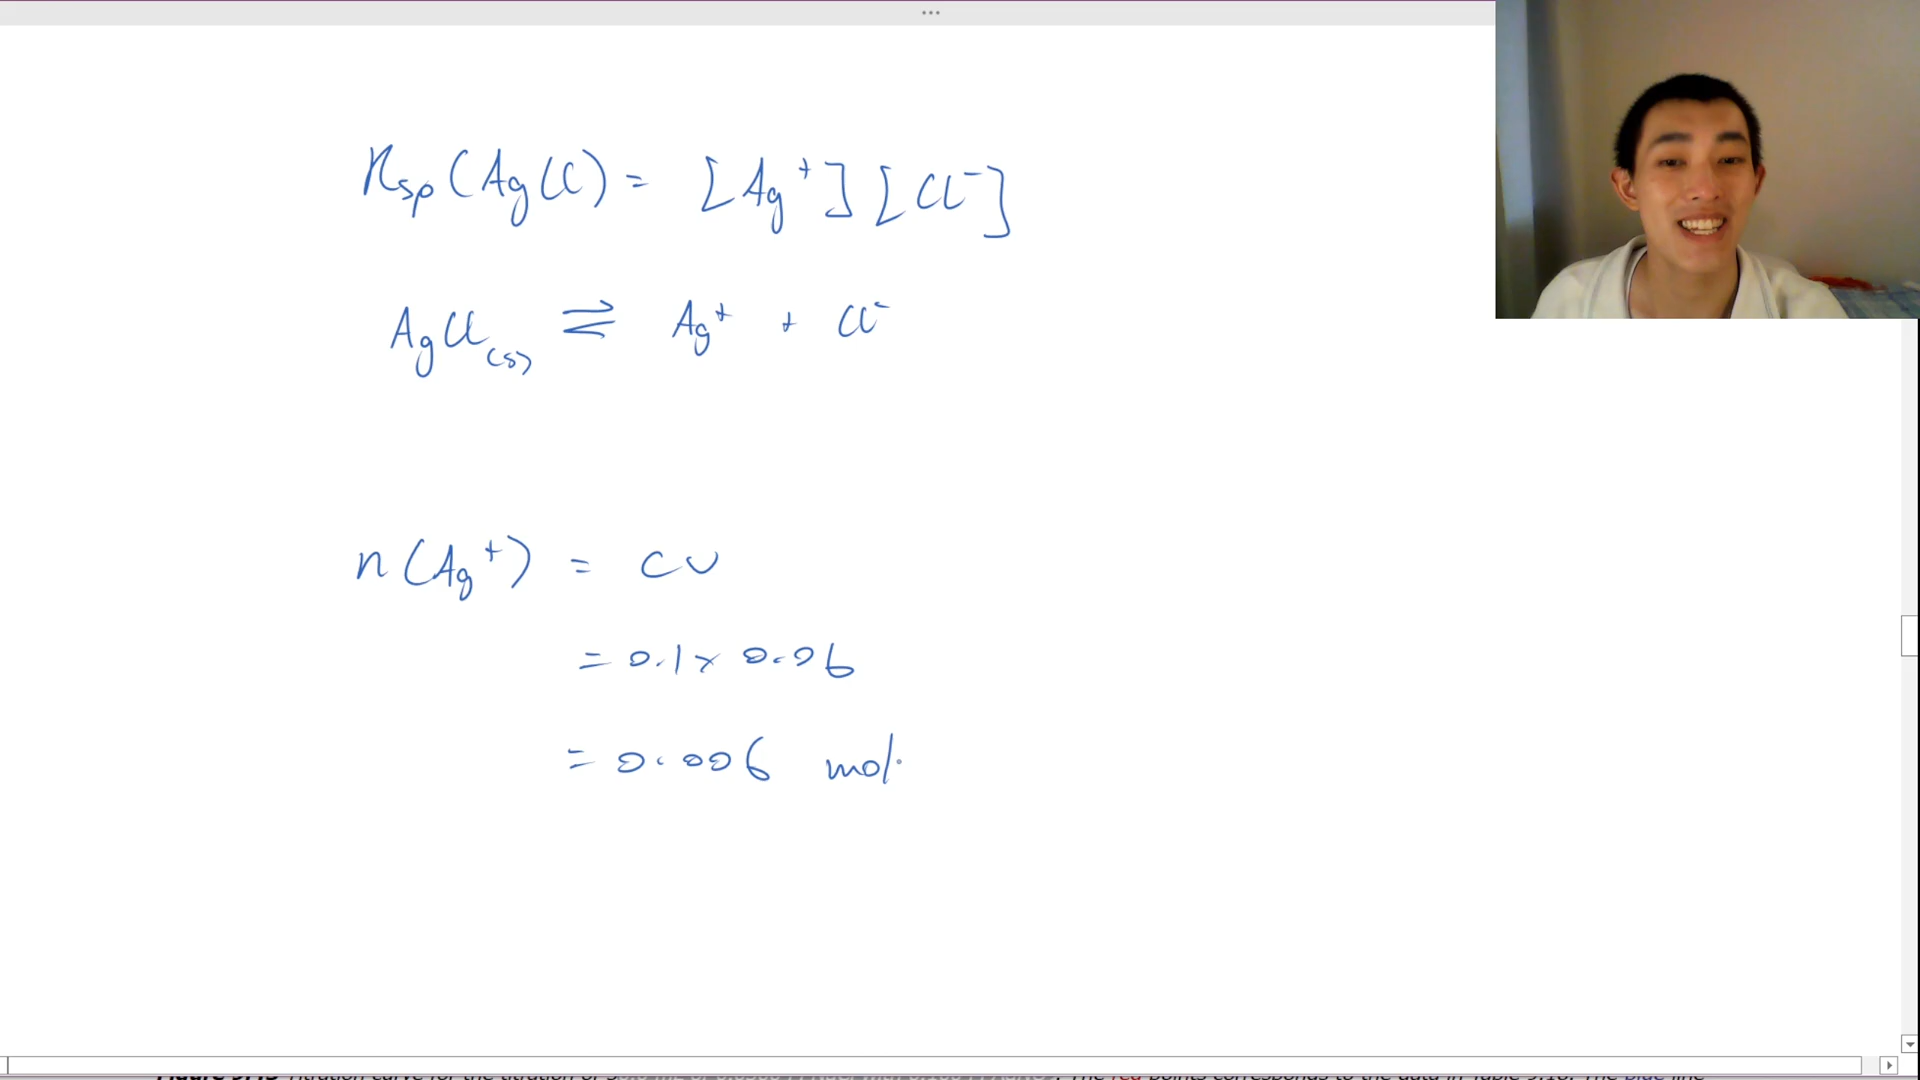 Ksp (AgCl) = [Ag⁺] [Cl⁻]
AgCl(s) ⇌ Ag⁺ + Cl⁻
n (Ag⁺) = cv
= 0.1 × 0.06
= 0.006 mol.